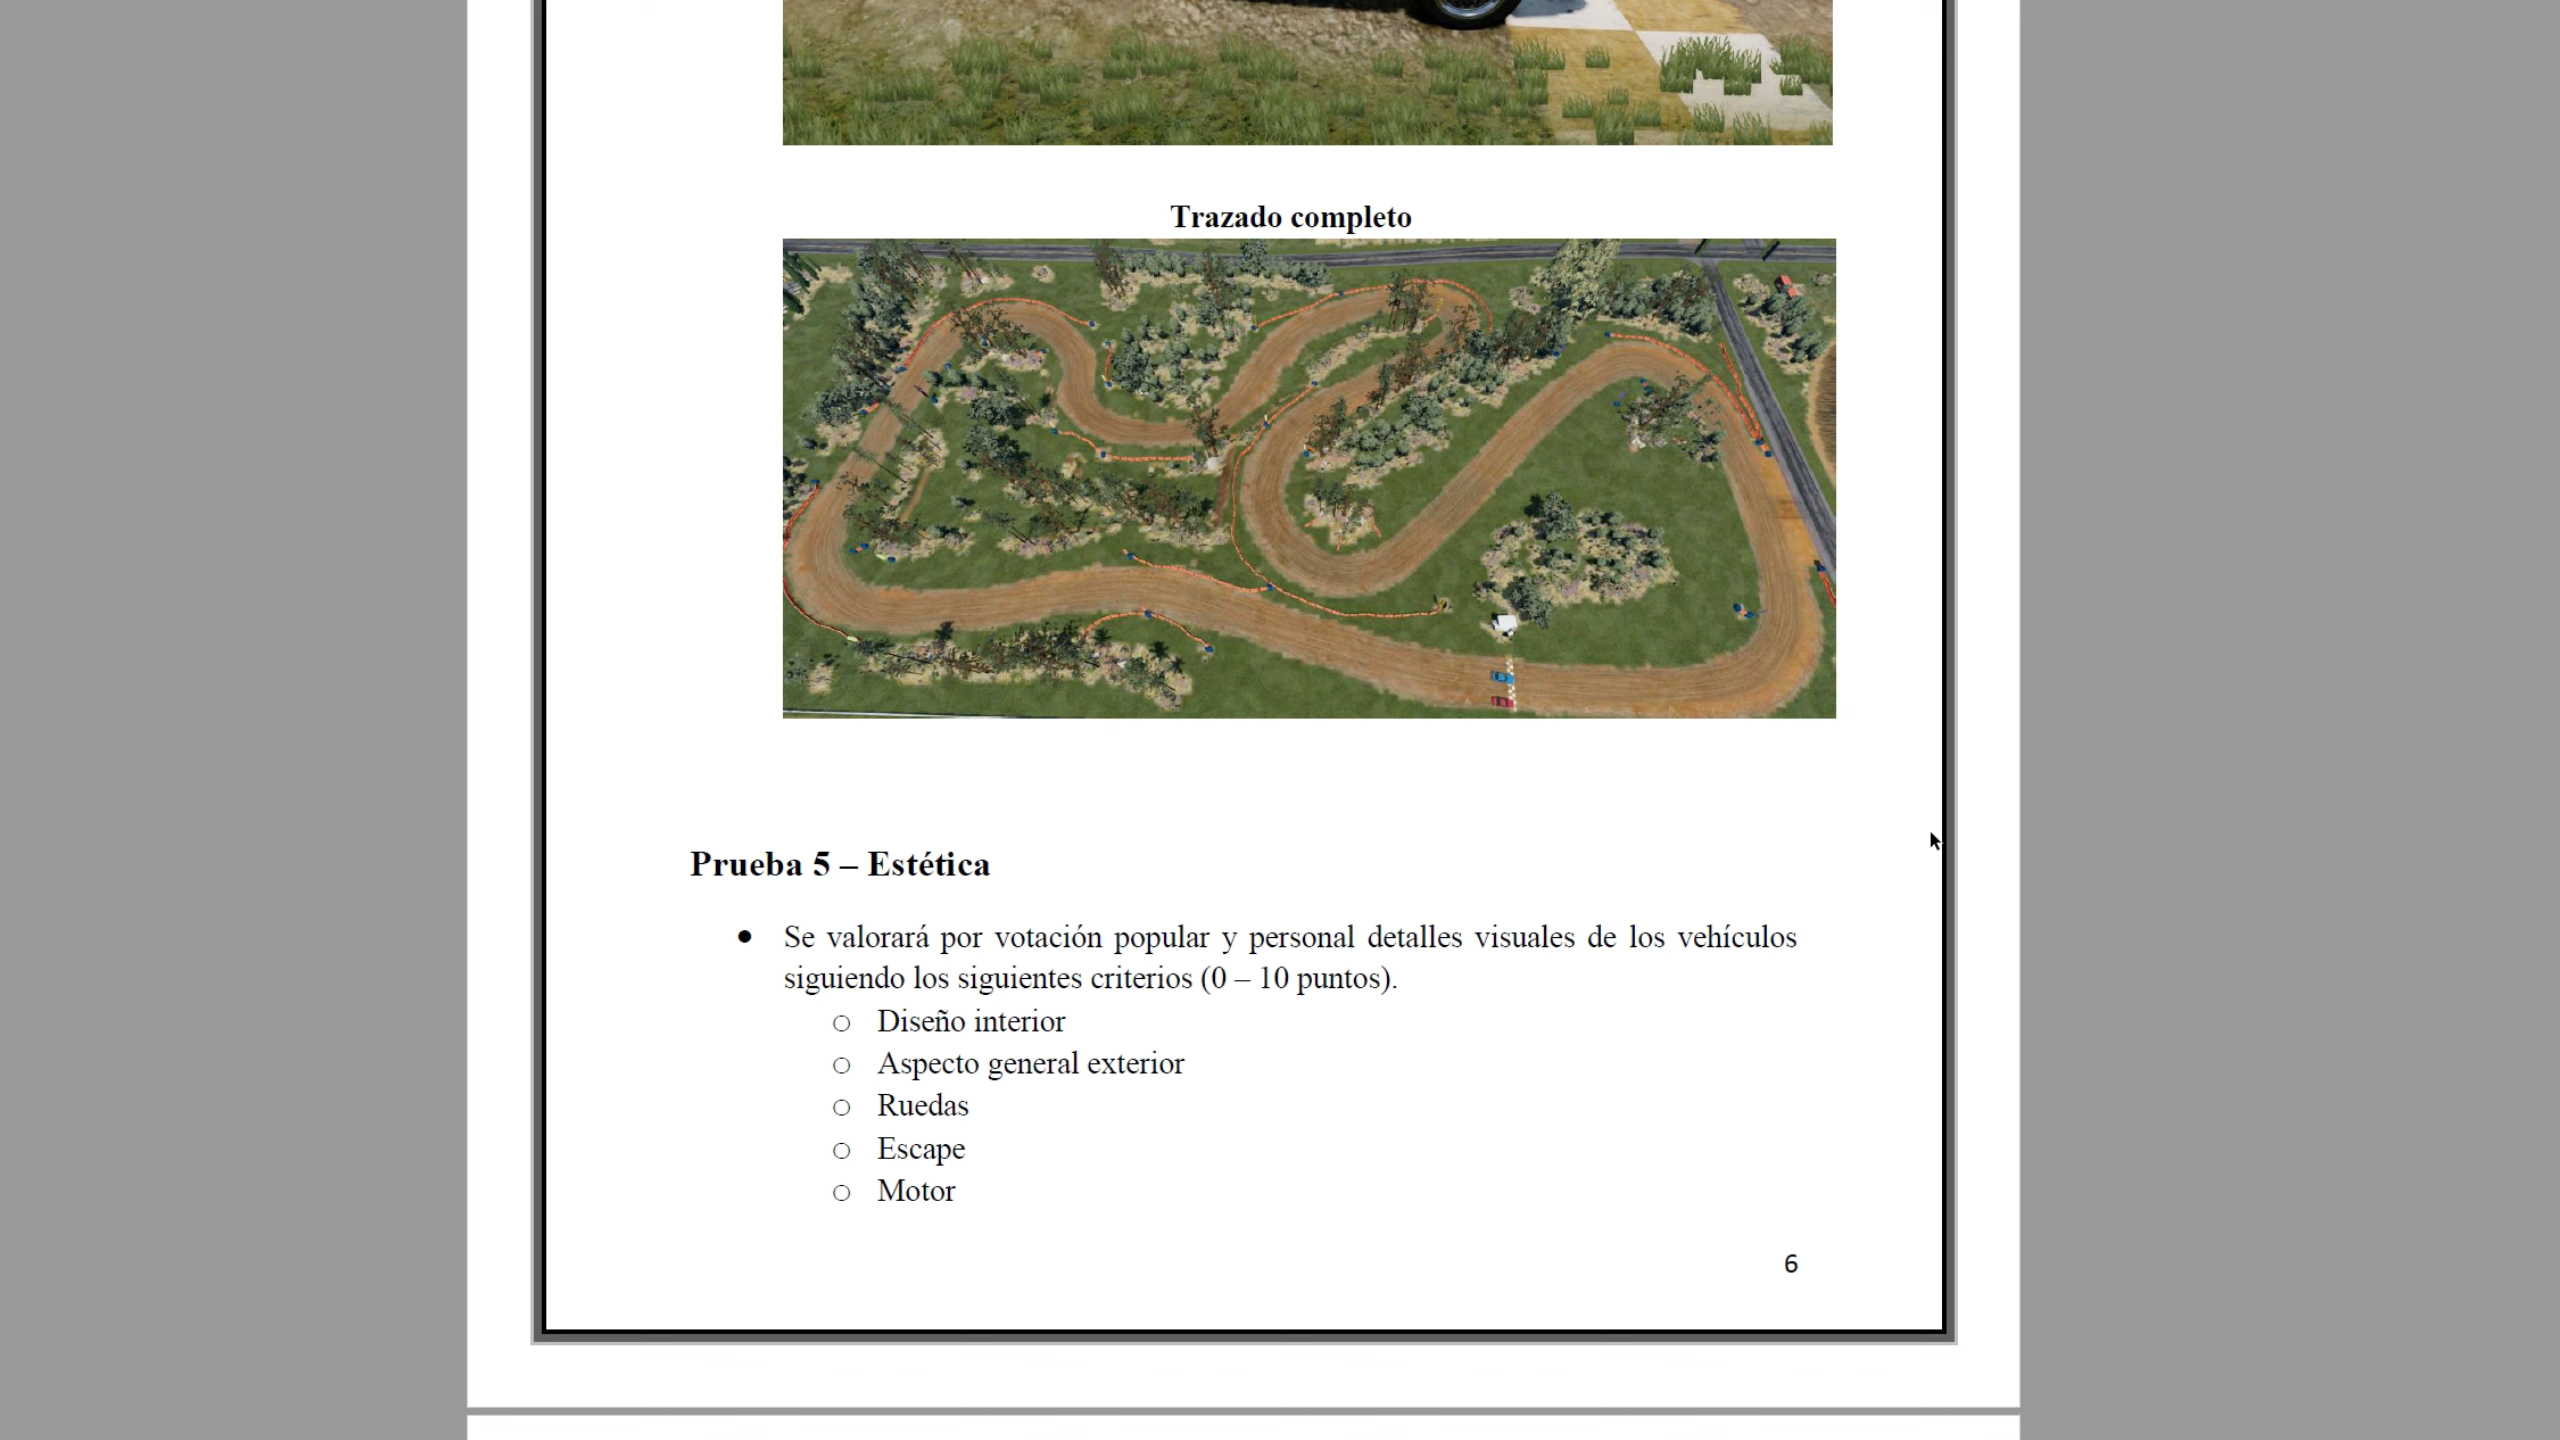 Trazado completo
Prueba 5 – Estética
● Se valorará por votación popular y personal detalles visuales de los vehículos
siguiendo los siguientes criterios (0 – 10 puntos).
○ Diseño interior
○ Aspecto general exterior
○ Ruedas
○ Escape
○ Motor
6